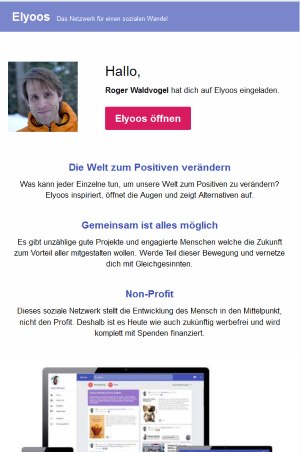 Elyoos Das Netzwerk für einen sozialen Wandel
Hallo,
Roger Waldvogel hat dich auf Elyoos eingeladen.
Elyoos öffnen
Die Welt zum Positiven verändern
Was kann jeder Einzelne tun, um unsere Welt zum Positiven zu verändern?
Elyoos inspiriert, öffnet die Augen und zeigt Alternativen auf.
Gemeinsam ist alles möglich
Es gibt unzählige gute Projekte und engagierte Menschen welche die Zukunft
zum Vorteil aller mitgestalten wollen. Werde Teil dieser Bewegung und vernetze
dich mit Gleichgesinnten.
Non-Profit
Dieses soziale Netzwerk stellt die Entwicklung des Mensch in den Mittelpunkt,
nicht den Profit. Deshalb ist es Heute wie auch zukünftig werbefrei und wird
komplett mit Spenden finanziert.